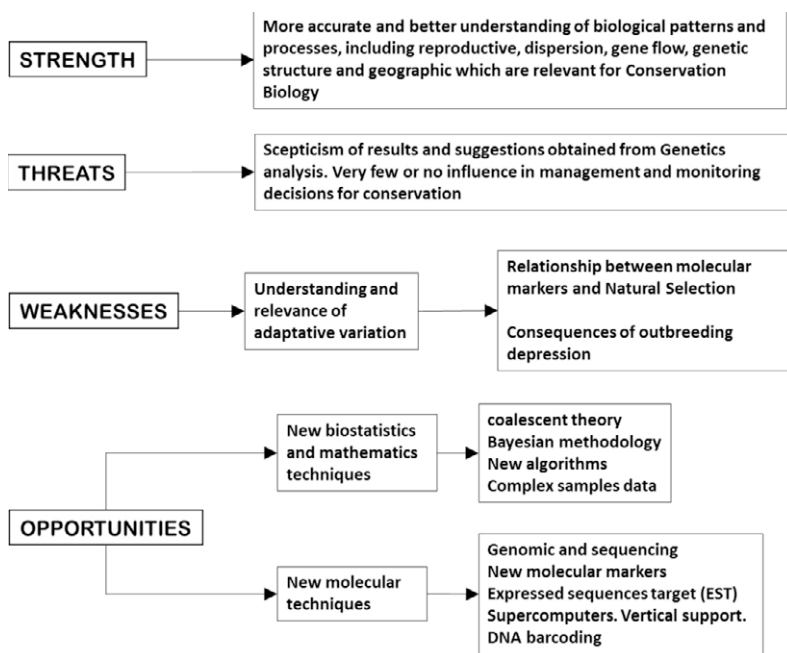 STRENGTH
More accurate and better understanding of biological patterns and
processes, including reproductive, dispersion, gene flow, genetic
structure and geographic which are relevant for Conservation
Biology
THREATS
Scepticism of results and suggestions obtained from Genetics
analysis. Very few or no influence in management and monitoring
decisions for conservation
WEAKNESSES
Understanding and
relevance of
adaptative variation
Relationship between molecular
markers and Natural Selection
Consequences of outbreeding
depression
OPPORTUNITIES
New biostatistics
and mathematics
techniques
coalescent theory
Bayesian methodology
New algorithms
Complex samples data
New molecular
techniques
Genomic and sequencing
New molecular markers
Expressed sequences target (EST)
Supercomputers. Vertical support.
DNA barcoding